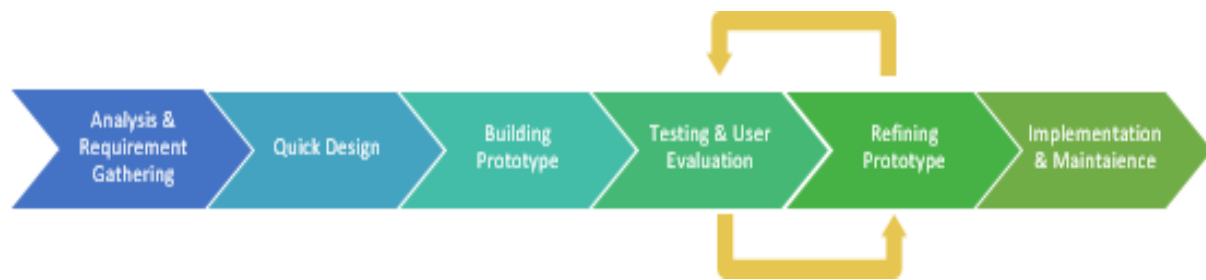 Analysis &
Requirement
Gathering
Quick Design
Building
Prototype
Testing & User
Evaluation
Refining
Prototype
Implementation
& Maintaience